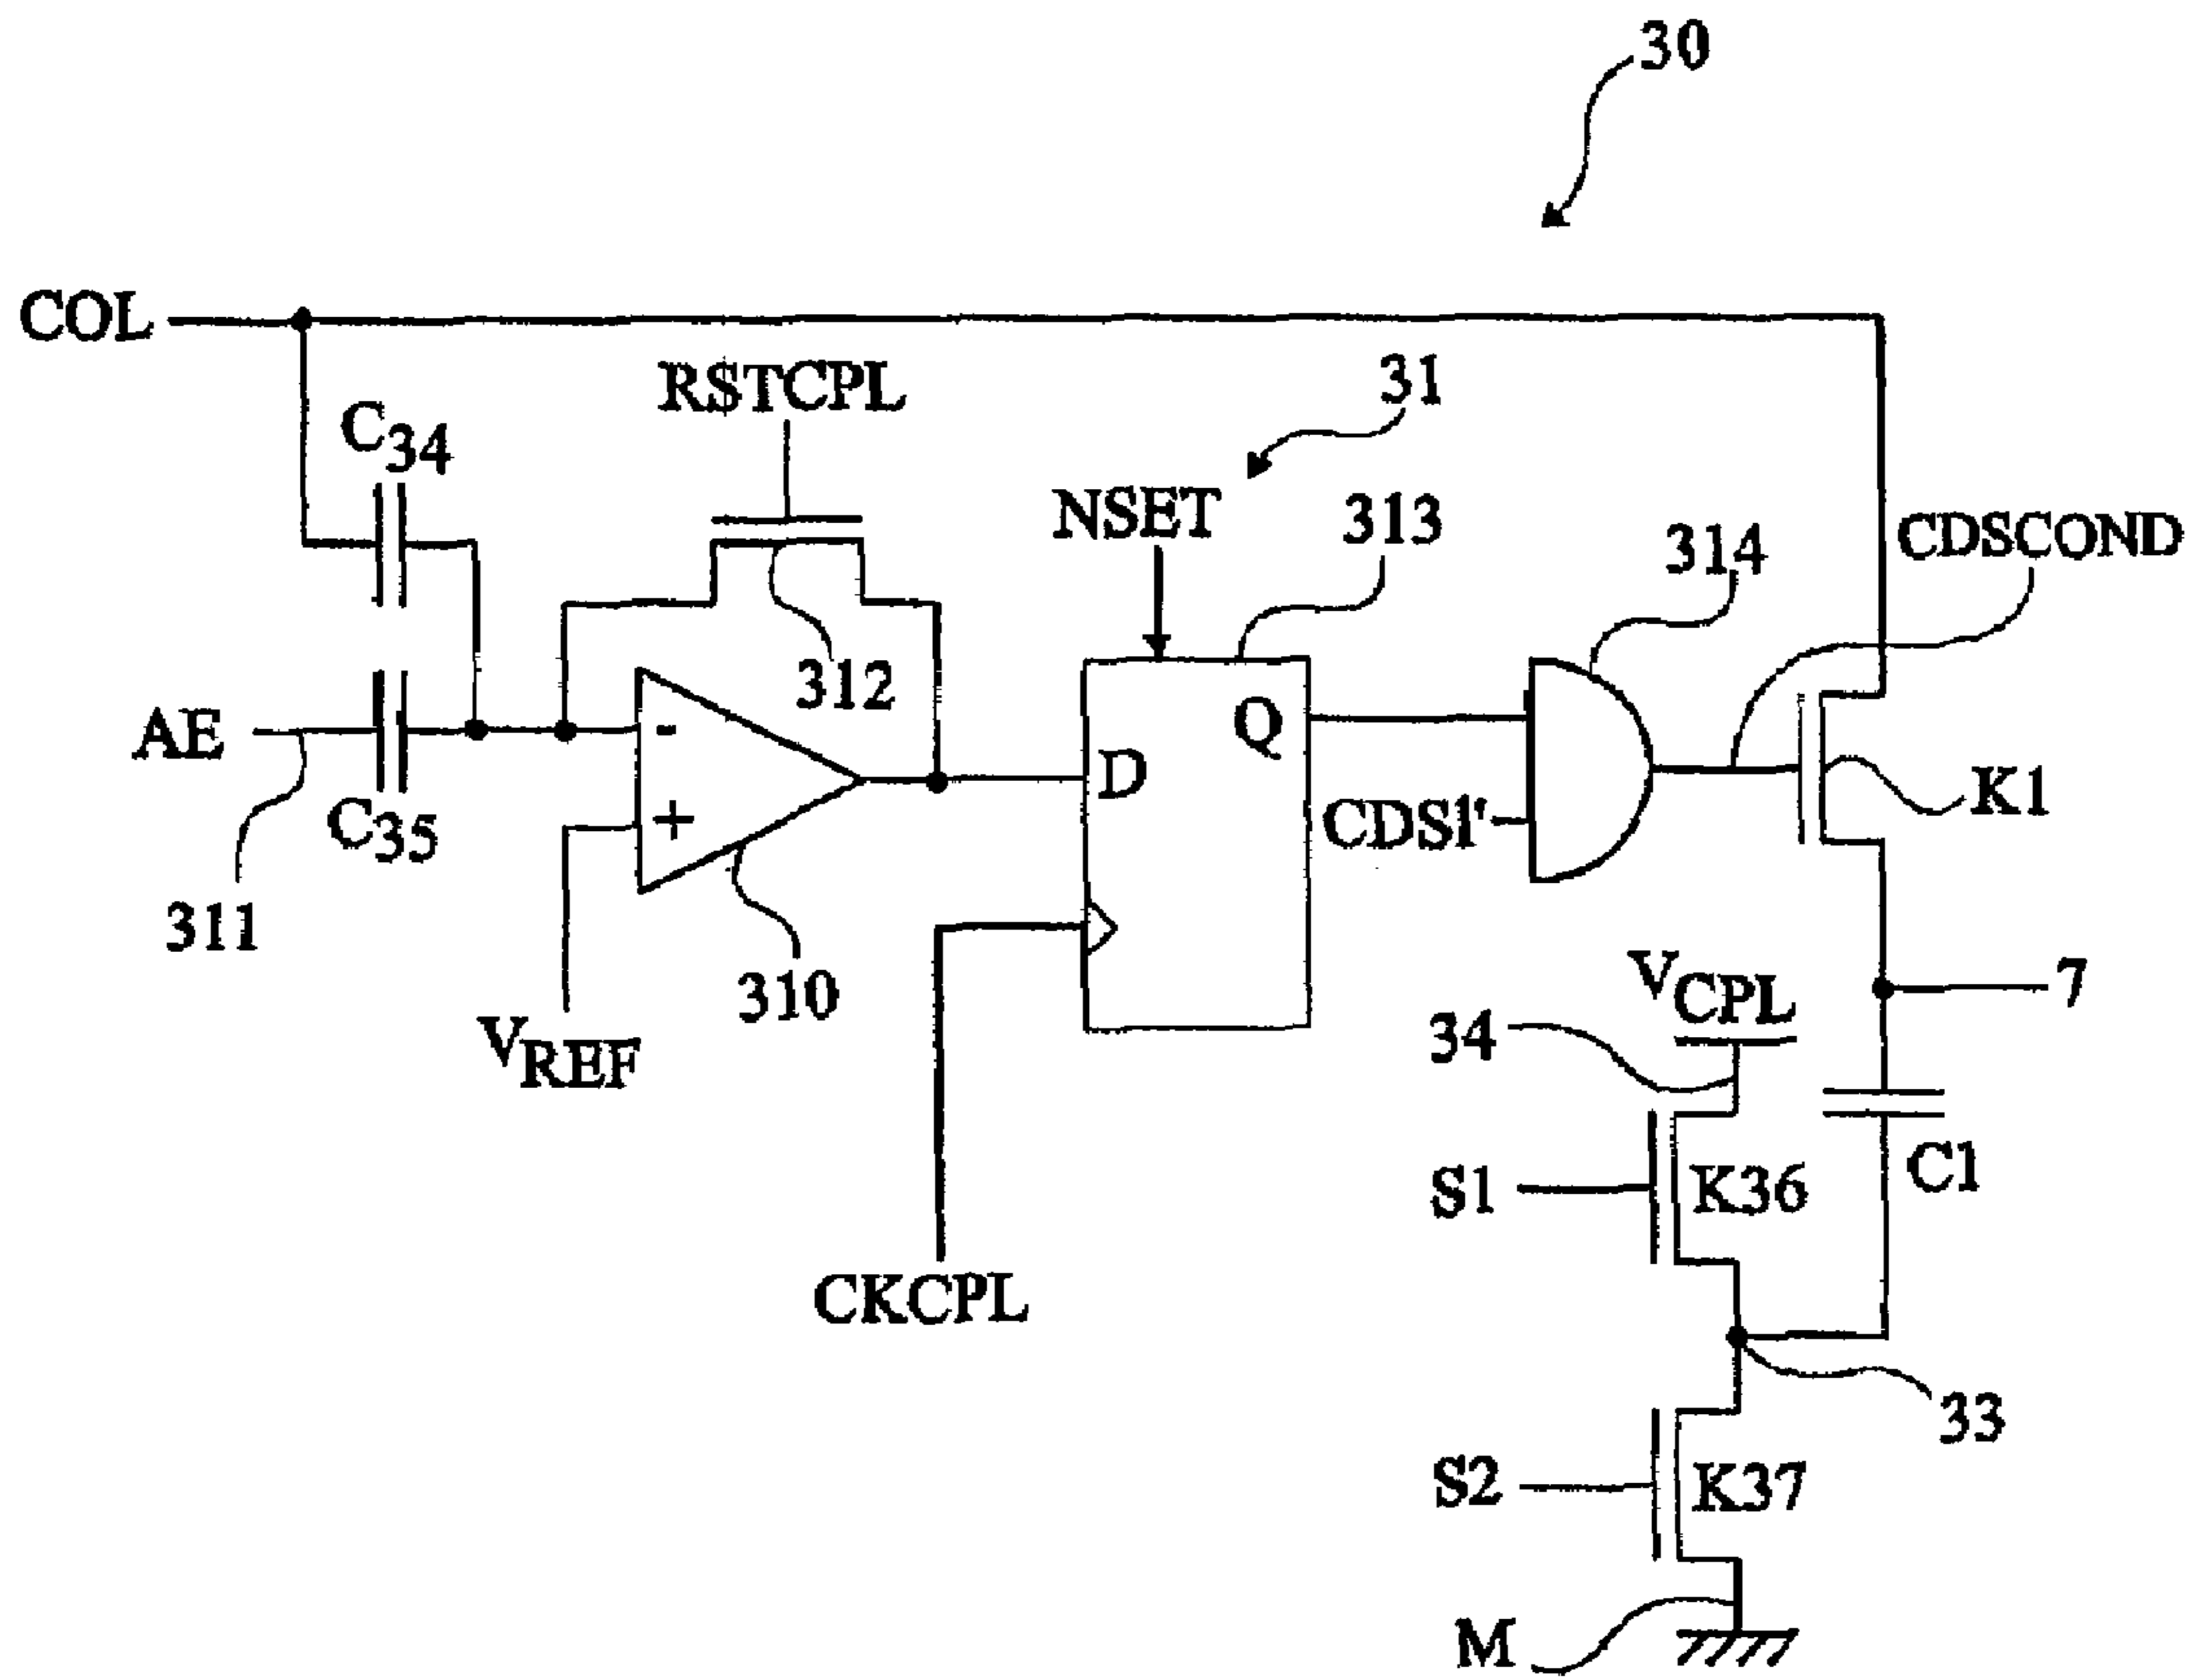 30
COL
RSTCPL
31
C34
NSET
313
314
CDSCOND
312
AE
-
Q
D
+
CDS1'
K1
C35
311
310
VCPL
7
34
VREF
C1
S1
K36
CKCPL
33
S2
K37
M